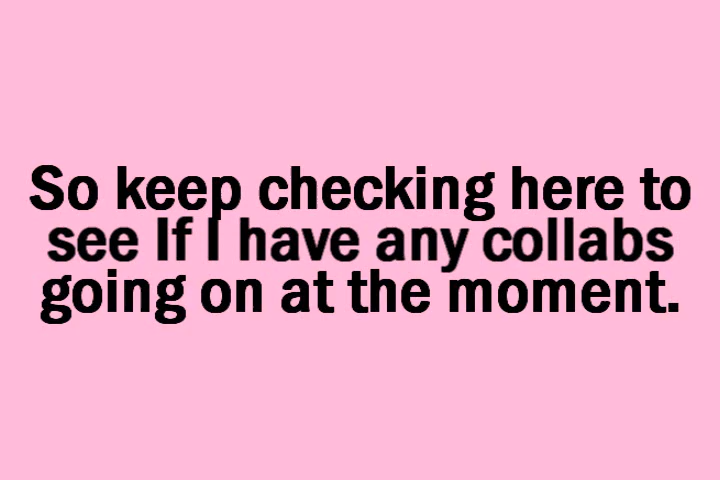 So keep checking here to
see If I have any collabs
going on at the moment.